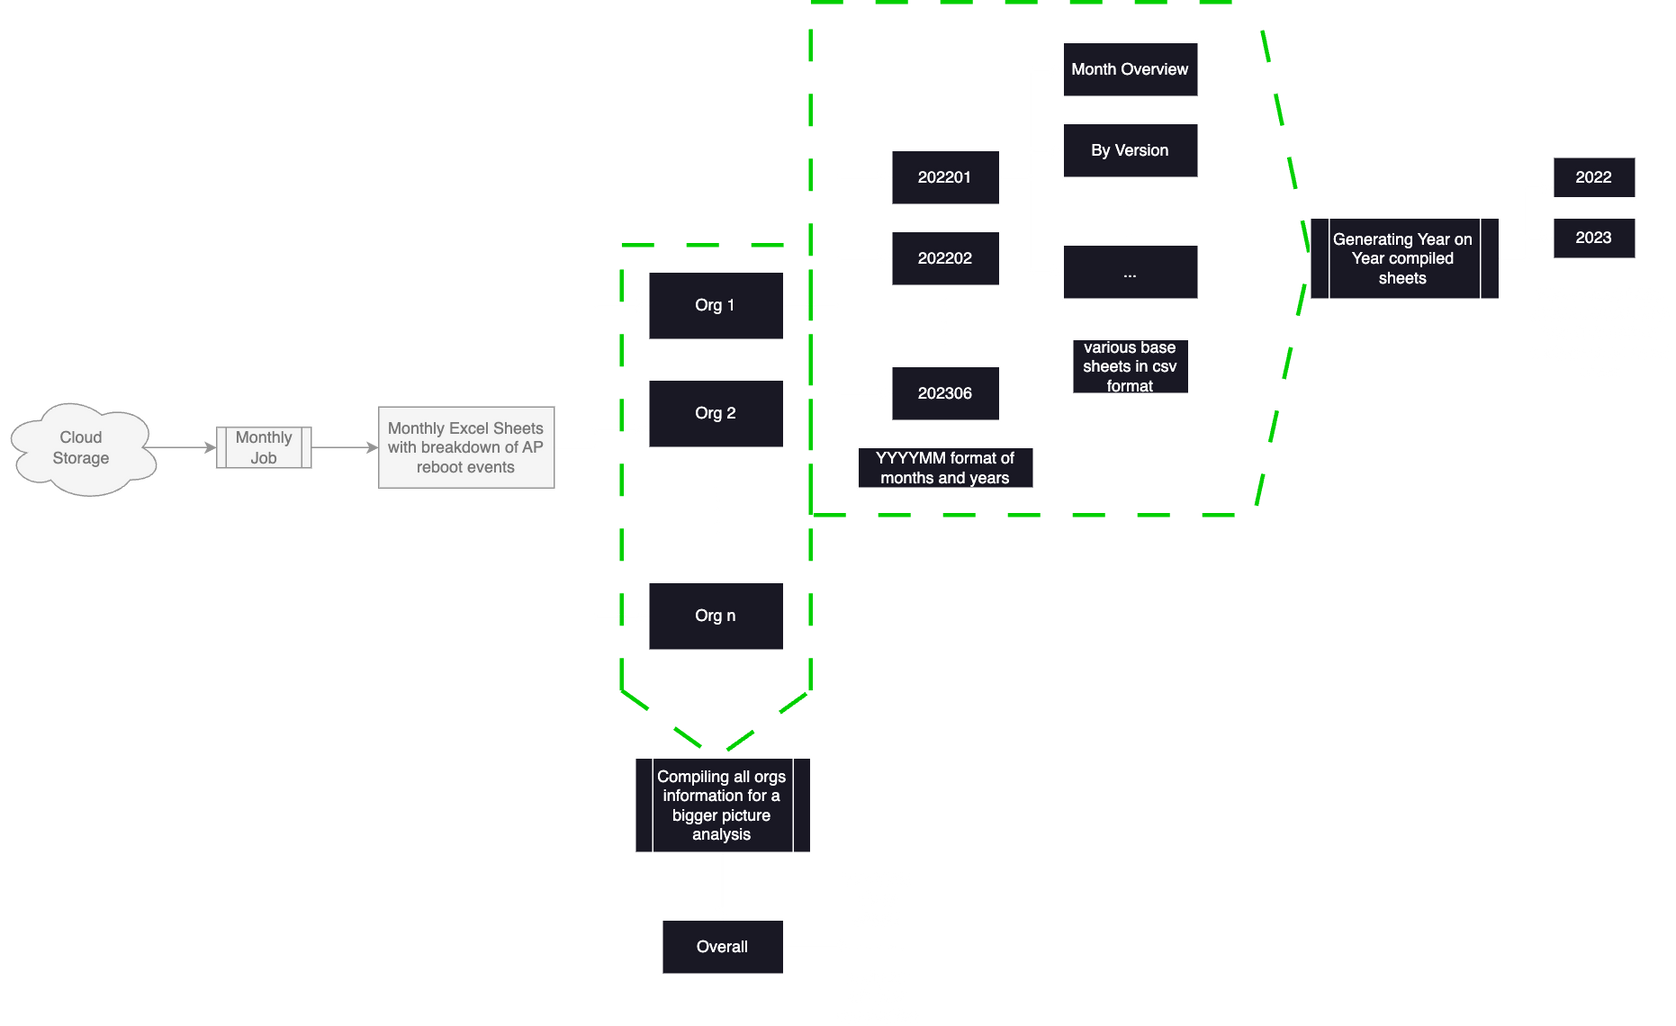 Cloud
Storage
Monthly
Job
Monthly Excel Sheets
with breakdown of AP
reboot events
Org 1
Org 2
Org n
Compiling all orgs
information for a
bigger picture
analysis
Overall
202201
202202
202306
YYYYMM format of
months and years
Month Overview
By Version
...
various base
sheets in csv
format
Generating Year on
Year compiled
sheets
2022
2023